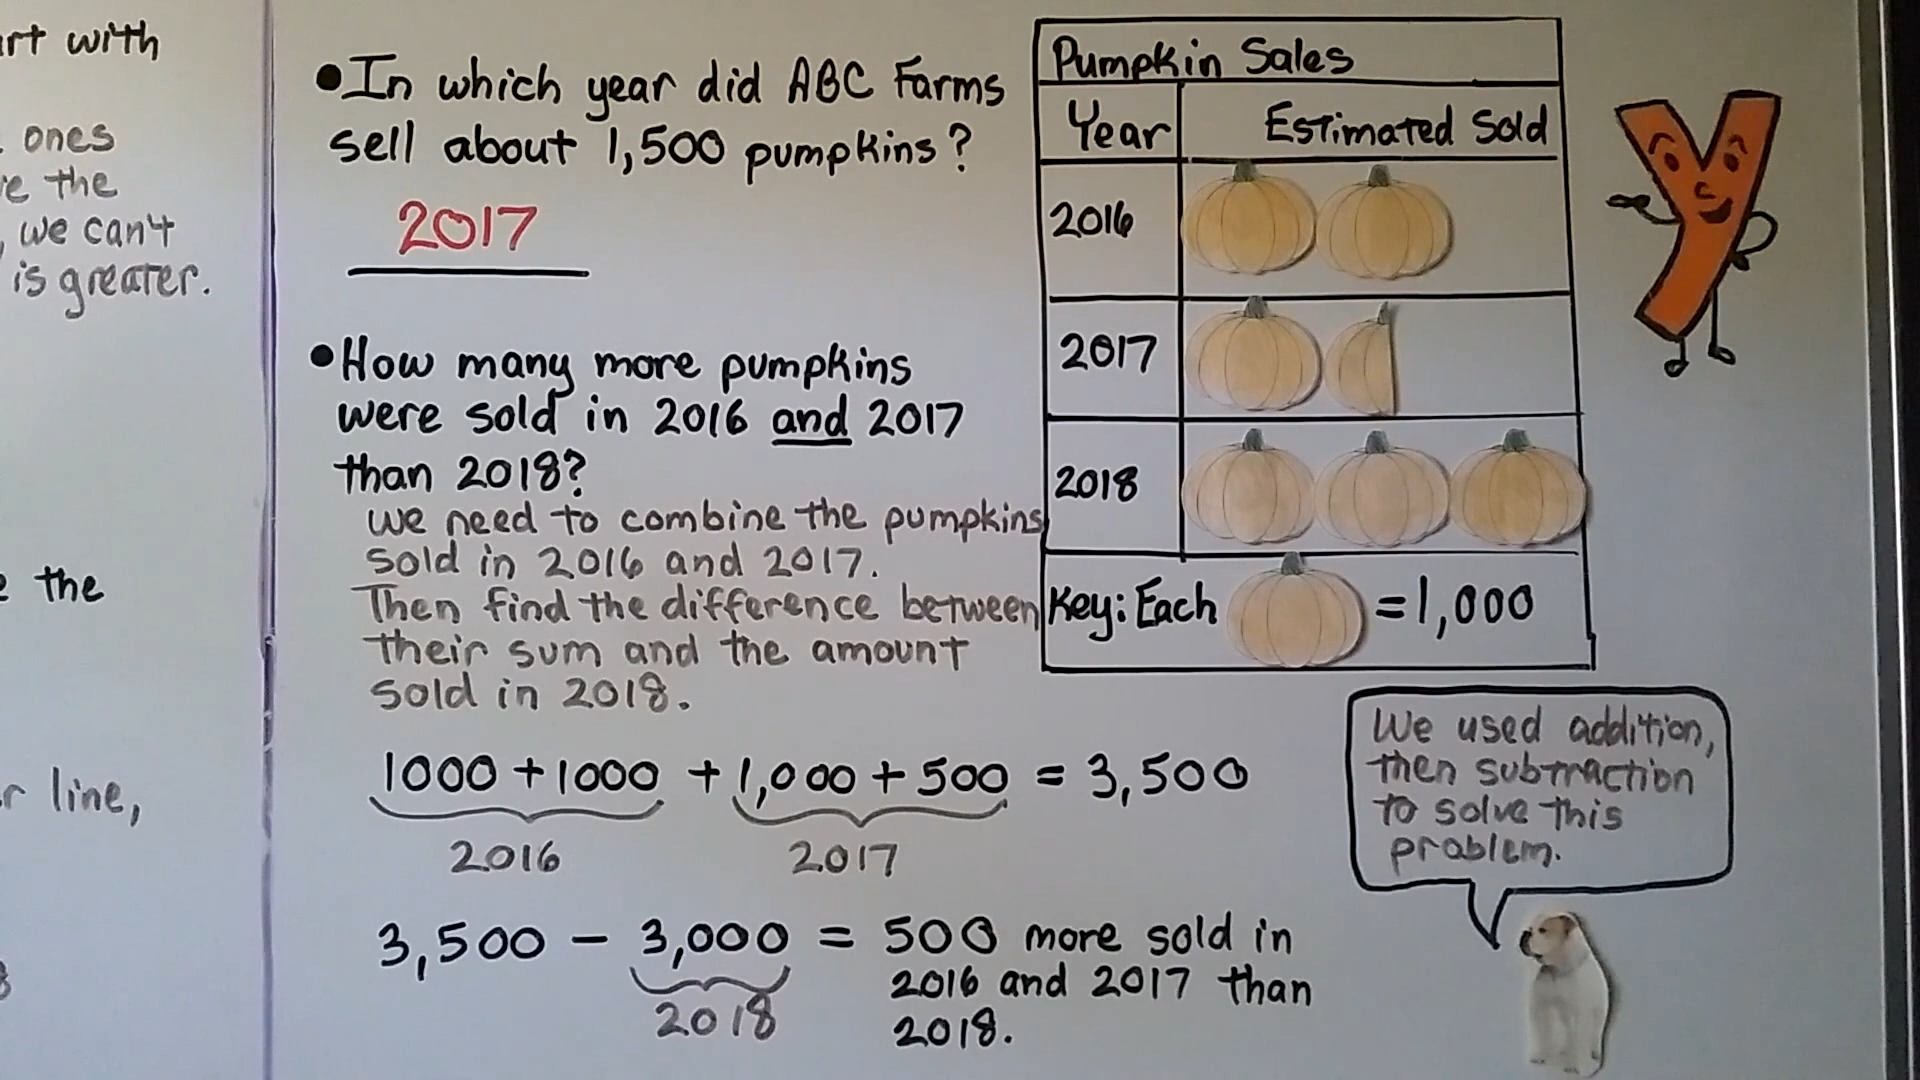 art with
ones
the
, we can't
is greater.
the
line,
•In which year did ABC Farms
sell about 1,500 pumpkins?
2017
•How many more pumpkins
were sold in 2016 and 2017
than 2018?
we need to combine the pumpkins
sold in 2016 and 2017.
Then find the difference between
their sum and the amount
sold in 2018.
1000 + 1000 + 1,000 + 500 = 3,500
2016 2017
3,500 - 3,000 = 500 more sold in
2016 and 2017 than
2018 2018.
Pumpkin Sales
Year Estimated Sold
2016
2017
2018
Key: Each = 1,000
We used addition,
then subtraction
to solve this
problem.